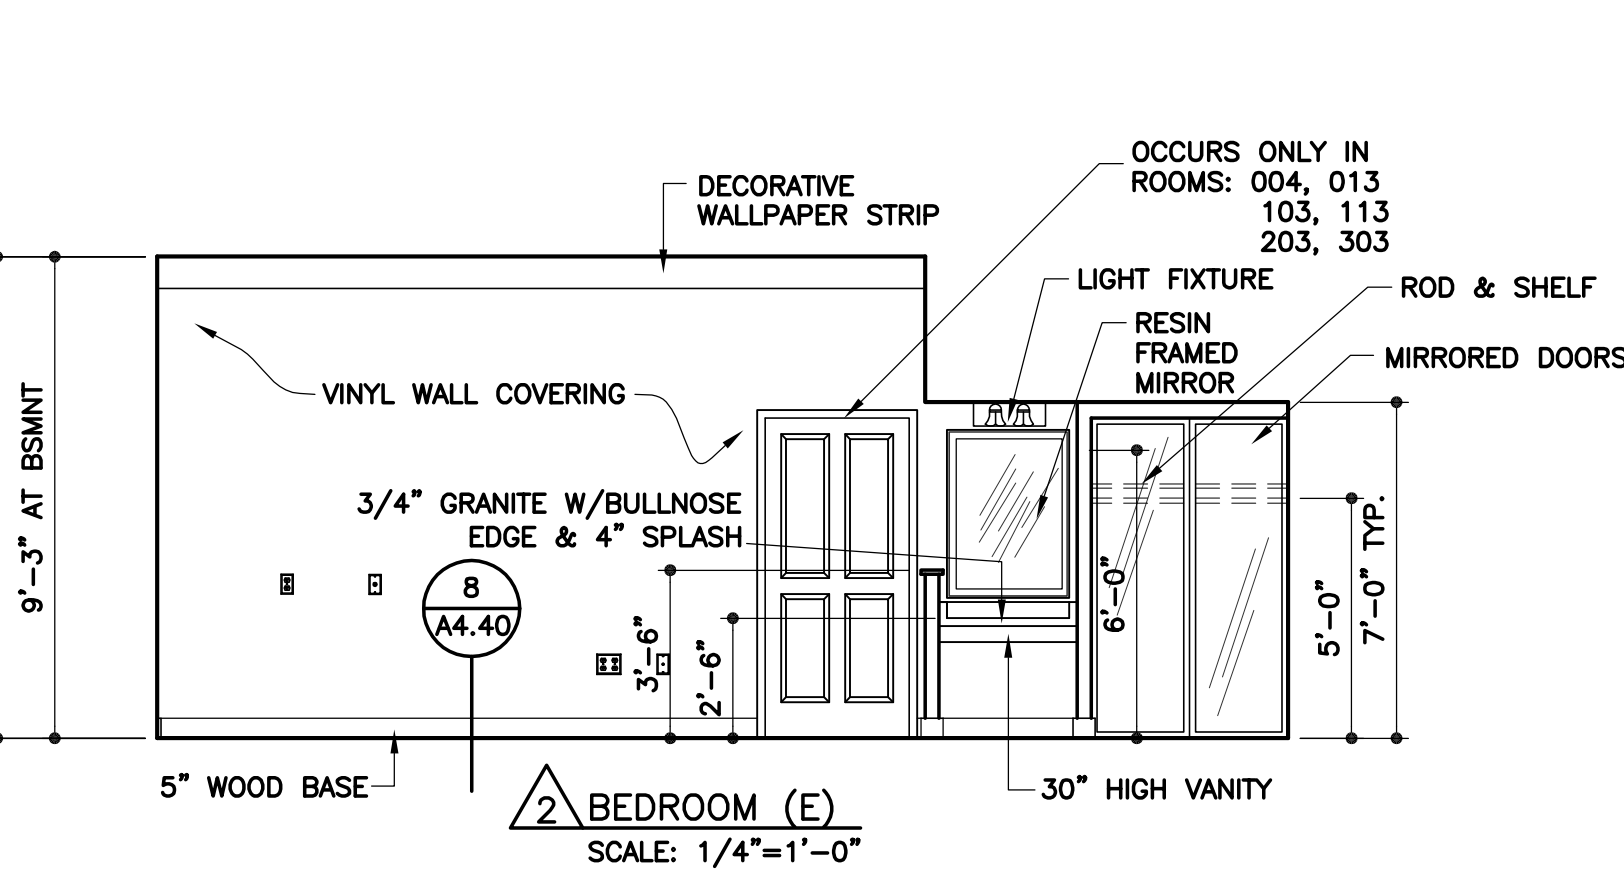 OCCURS ONLY IN
ROOMS: 004, 013
103, 113
203, 303
DECORATIVE
WALLPAPER STRIP
LIGHT FIXTURE
ROD & SHELF
RESIN
FRAMED
MIRROR
MIRRORED DOORS
VINYL WALL COVERING
9'-3" AT BSMNT
3/4" GRANITE W/BULLNOSE
EDGE & 4" SPLASH
8
A4.40
3'-6"
2'-6"
6'-0"
5'-0"
7'-0" TYP.
5" WOOD BASE
30" HIGH VANITY
2 BEDROOM (E)
SCALE: 1/4"=1'-0"